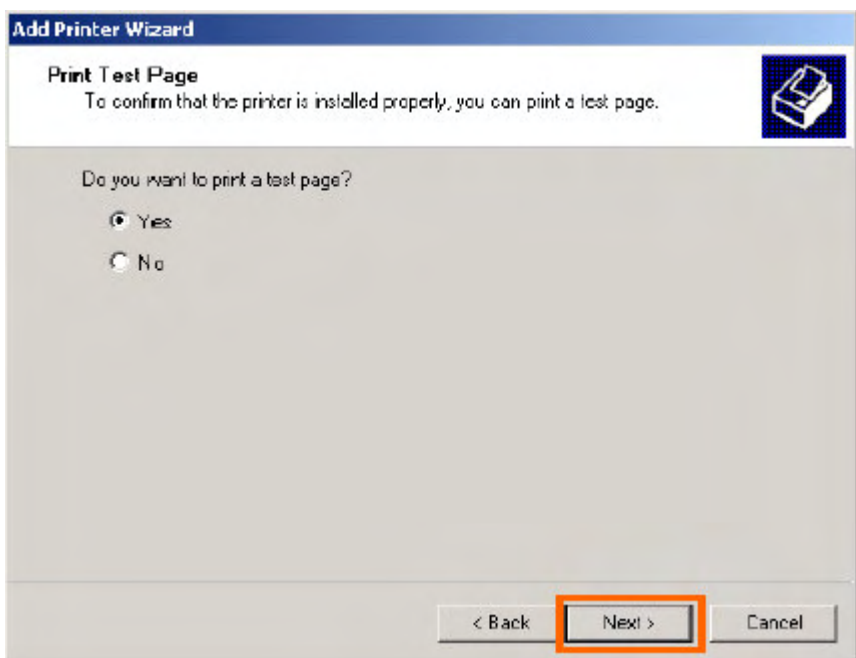 Add Printer Wizard
Print Test Page
To confirm that the printer is installed properly, you can print a test page.
Do you want to print a test page?
Yes
No
< Back Next > Cancel